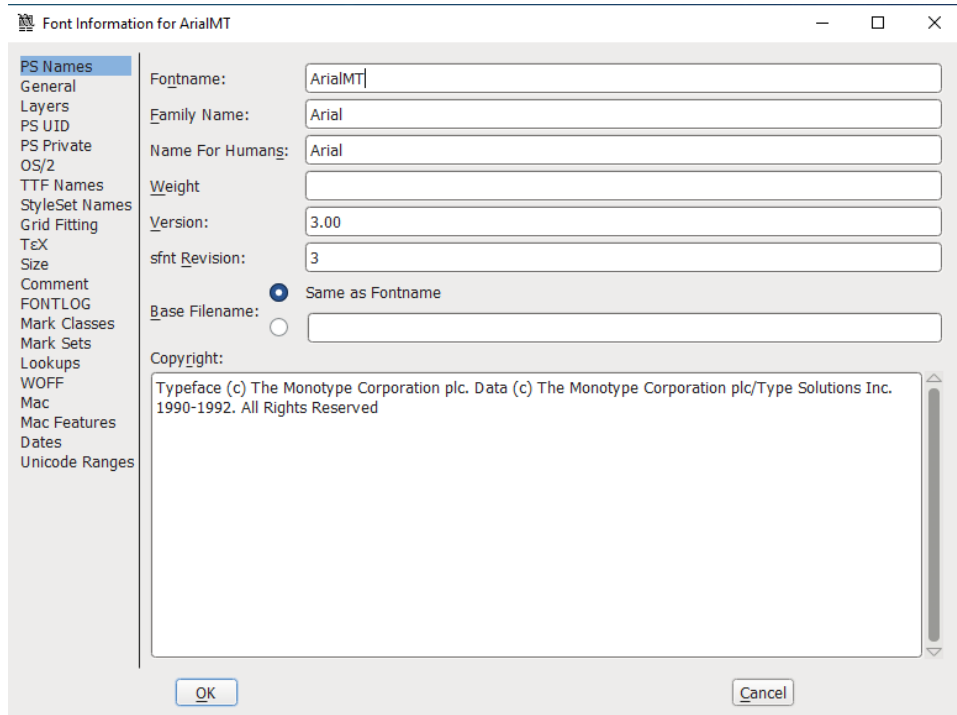 Font Information for ArialMT
PS Names
General
Layers
PS UID
PS Private
OS/2
TTF Names
StyleSet Names
Grid Fitting
ΤεΧ
Size
Comment
FONTLOG
Mark Classes
Mark Sets
Lookups
WOFF
Mac
Mac Features
Dates
Unicode Ranges
Fontname: ArialMT
Family Name: Arial
Name For Humans: Arial
Weight
Version: 3.00
sfnt Revision: 3
Base Filename:
Same as Fontname
Copyright:
Typeface (c) The Monotype Corporation plc. Data (c) The Monotype Corporation plc/Type Solutions Inc.
1990-1992. All Rights Reserved
OK
Cancel